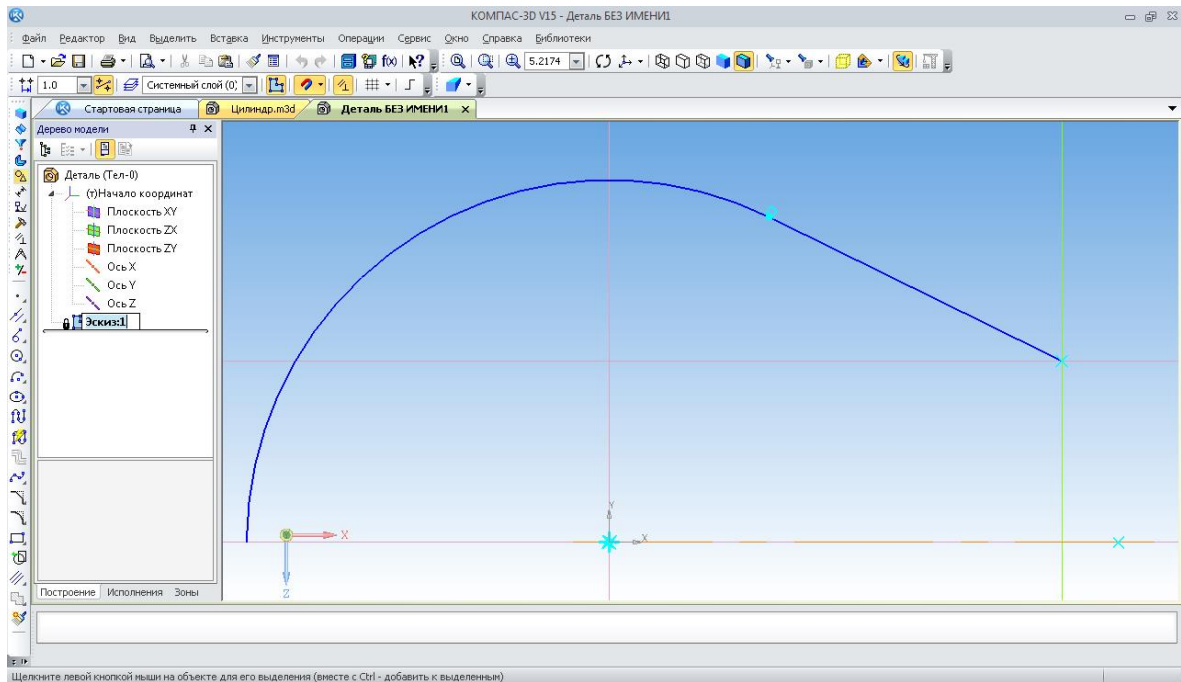 КОМПАС-3D V15 - Деталь БЕЗ ИМЕНИ1
Файл Редактор Вид Выделить Вставка Инструменты Операции Сервис Окно Справка Библиотеки
f(x) 5.2174
1.0 Системный слой (0)
Стартовая страница Цилиндр.m3d Деталь БЕЗ ИМЕНИ1
Дерево модели
Деталь (Тел-0)
(т)Начало координат
Плоскость XY
Плоскость ZX
Плоскость ZY
Ось X
Ось Y
Ось Z
Эскиз:1
Y
X
X
Z
Построение Исполнения Зоны
Щелкните левой кнопкой мыши на объекте для его выделения (вместе с Ctrl - добавить к выделенным)